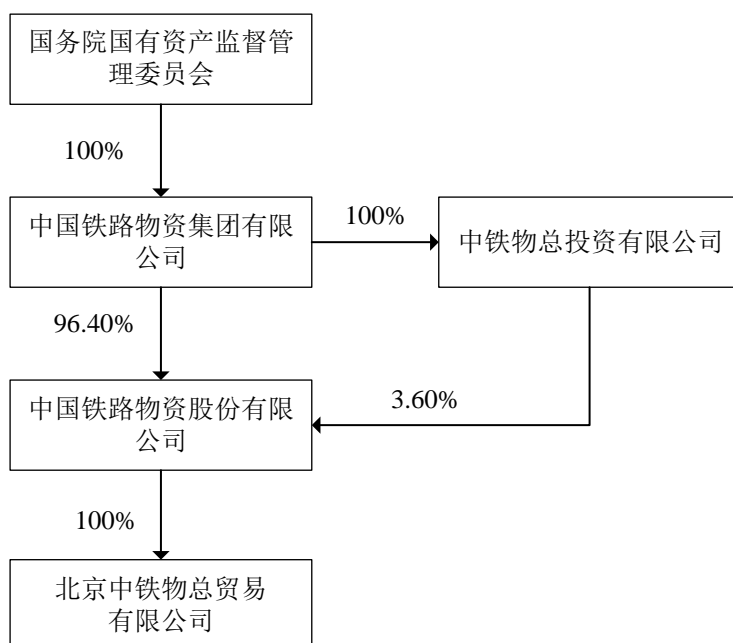 国务院国有资产监督管
理委员会
100%
中国铁路物资集团有限
公司
100%
中铁物总投资有限公司
96.40%
中国铁路物资股份有限
公司
3.60%
100%
北京中铁物总贸易
有限公司